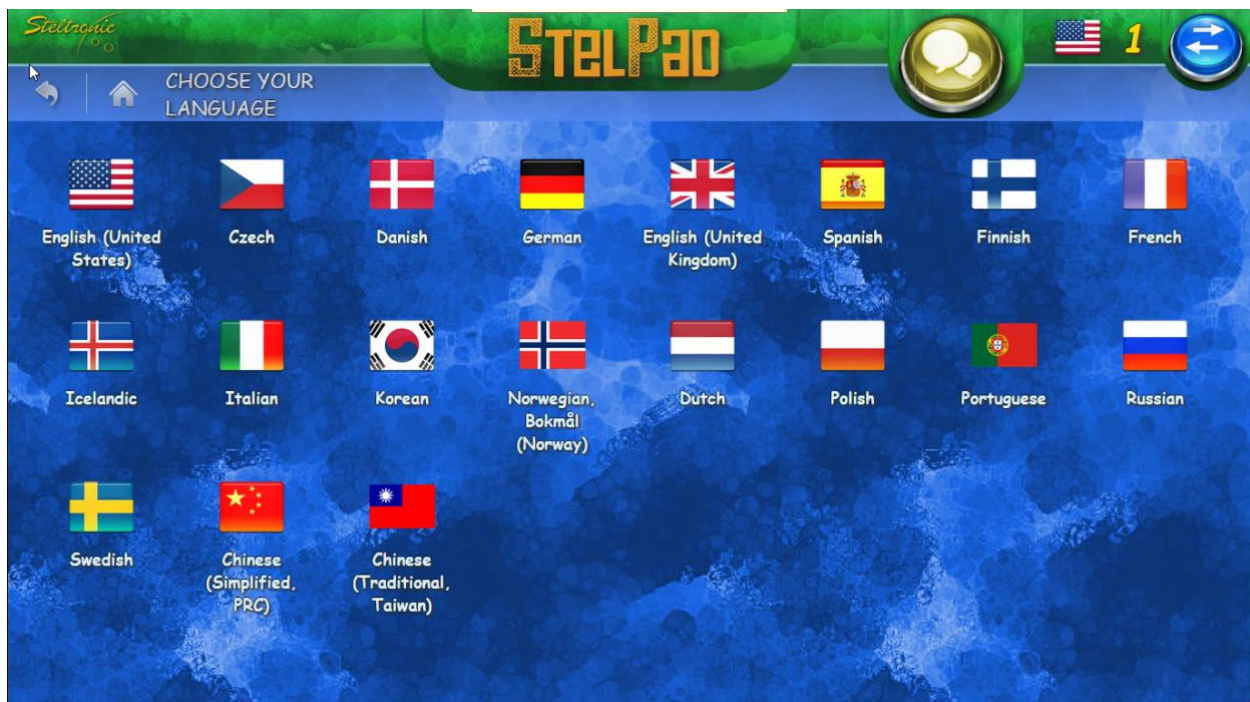 Steltronic
StelPad
1
CHOOSE YOUR
LANGUAGE
English (United
States)
Czech
Danish
German
English (United
Kingdom)
Spanish
Finnish
French
Icelandic
Italian
Korean
Norwegian,
Bokmål
(Norway)
Dutch
Polish
Portuguese
Russian
Swedish
Chinese
(Simplified,
PRC)
Chinese
(Traditional,
Taiwan)